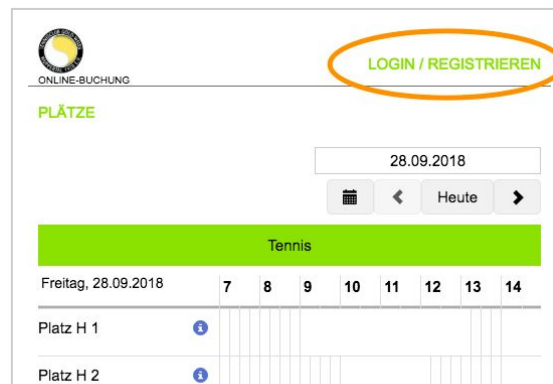 ONLINE-BUCHUNG
LOGIN / REGISTRIEREN
PLÄTZE
28.09.2018
Heute
Tennis
Freitag, 28.09.2018 7 8 9 10 11 12 13 14
Platz H 1
Platz H 2